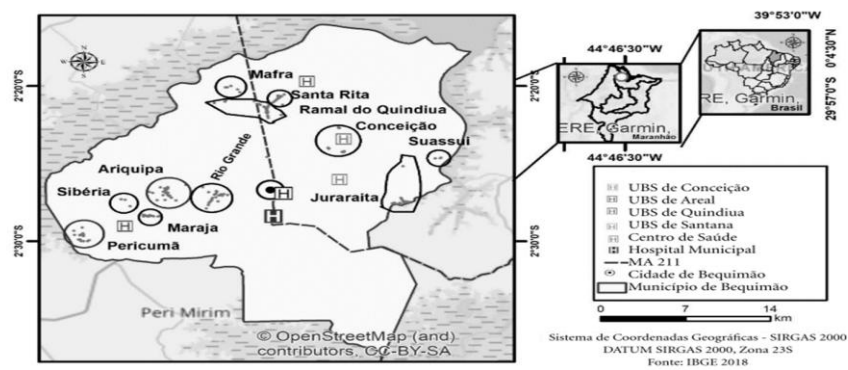 39°53'0"W
44°46'30"W
4°0'4,30"N
29°45'0"S
ERE, Garmin,
Brasil
ERE, Garmin,
Maranhão
44°46'30"W
2°20'0"S
2°30'0"S
2°20'0"S
2°30'0"S
N
Mafra
Santa Rita
Ramal do Quindiua
Conceição
Suassui
Rio Grande
Ariquipa
Sibéria
Juraraita
Maraja
Pericumã
Peri Mirim
© OpenStreetMap (and)
contributors, CC-BY-SA
UBS de Conceição
UBS de Areal
UBS de Quindiua
UBS de Santana
Centro de Saúde
Hospital Municipal
MA 211
Cidade de Bequimão
Município de Bequimão
0 7 14
km
Sistema de Coordenadas Geográficas - SIRGAS 2000
DATUM SIRGAS 2000, Zona 23S
Fonte: IBGE 2018